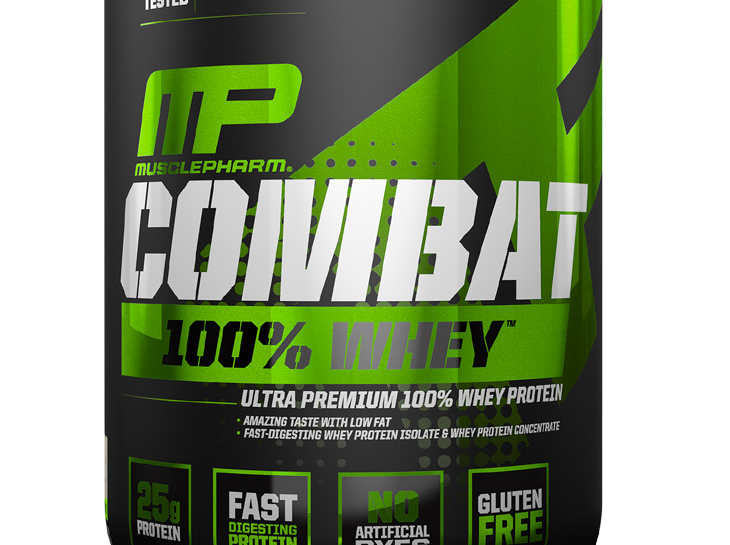 TESTED
MP
MUSCLEPHARM®
COMBAT
100% WHEY™
ULTRA PREMIUM 100% WHEY PROTEIN
• AMAZING TASTE WITH LOW FAT
• FAST-DIGESTING WHEY PROTEIN ISOLATE & WHEY PROTEIN CONCENTRATE
25g
PROTEIN
FAST
DIGESTING
PROTEIN
NO
ARTIFICIAL
DYES
GLUTEN
FREE